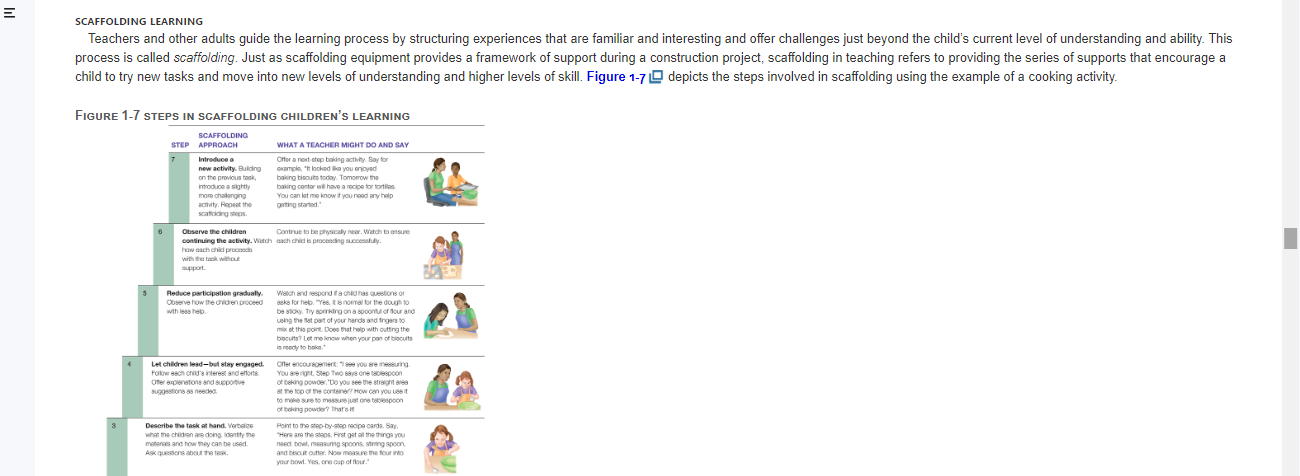 SCAFFOLDING LEARNING
Teachers and other adults guide the learning process by structuring experiences that are familiar and interesting and offer challenges just beyond the child's current level of understanding and ability. This
process is called scaffolding. Just as scaffolding equipment provides a framework of support during a construction project, scaffolding in teaching refers to providing the series of supports that encourage a
child to try new tasks and move into new levels of understanding and higher levels of skill. Figure 1-7 depicts the steps involved in scaffolding using the example of a cooking activity.
FIGURE 1-7 STEPS IN SCAFFOLDING CHILDREN'S LEARNING
STEP SCAFFOLDING APPROACH WHAT A TEACHER MIGHT DO AND SAY
7
Introduce a
new activity. Building
on the previous task,
introduce a slightly
more challenging
activity. Repeat the
scaffolding steps.
Offer a next-step baking activity. Say for
example, "It looked like you enjoyed
baking biscuits today. Tomorrow the
baking center will have a recipe for tortillas.
You can let me know if you need any help
getting started."
6
Observe the children
continuing the activity. Watch
how each child proceeds
with the task without
support.
Continue to be physically near. Watch to ensure
each child is proceeding successfully.
5
Reduce participation gradually.
Observe how the children proceed
with less help.
Watch and respond if a child has questions or
asks for help. "Yes, it is normal for the dough to
be sticky. Try sprinkling on a spoonful of flour and
using the flat part of your hands and fingers to
mix at this point. Does that help with cutting the
biscuits? Let me know when your pan of biscuits
is ready to bake."
4
Let children lead—but stay engaged.
Follow each child's interest and efforts.
Offer explanations and supportive
suggestions as needed.
Offer encouragement: "I see you are measuring.
You are right, Step Two says one tablespoon
of baking powder."Do you see the straight area
at the top of the container? How can you use it
to make sure to measure just one tablespoon
of baking powder? That's it!
3
Describe the task at hand. Verbalize
what the children are doing. Identify the
materials and how they can be used.
Ask questions about the task.
Point to the step-by-step recipe cards. Say,
"Here are the steps. First get all the things you
need: bowl, measuring spoons, stirring spoon,
and biscuit cutter. Now measure the flour into
your bowl. Yes, one cup of flour."